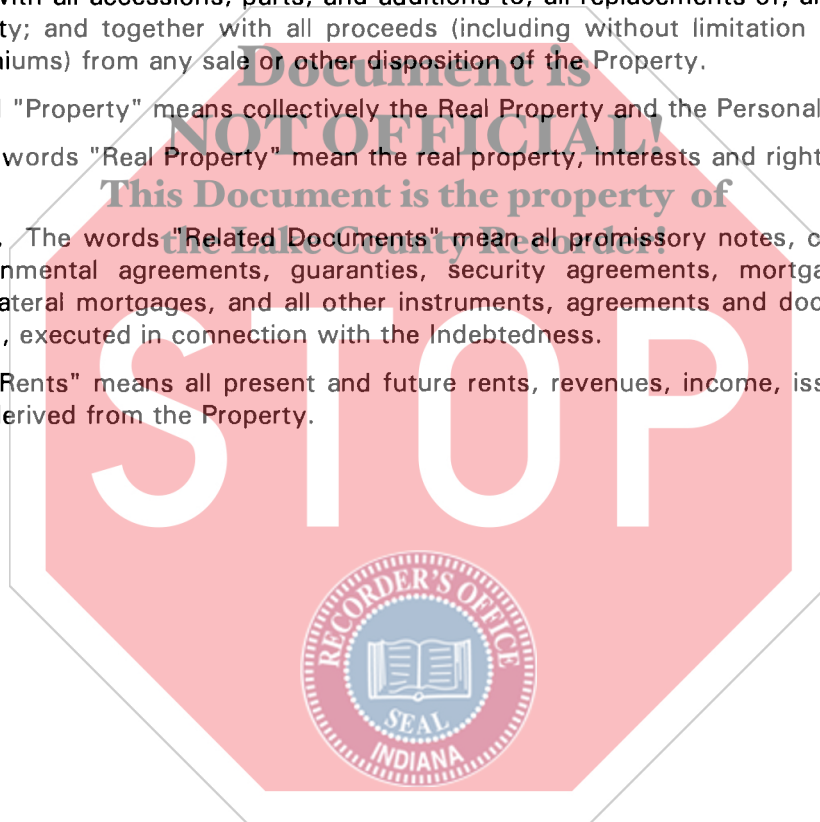 with all accessions, parts, and additions to, all replacements of, an
ty; and together with all proceeds (including without limitation
iums) from any sale or other disposition of the Property.
Document is
"Property" means collectively the Real Property and the Personal
NOT OFFICIAL!
words "Real Property" mean the real property, interests and right
This Document is the property of
. The words "Related Documents" mean all promissory notes, c
the Lake County Recorder!
nmental agreements, guaranties, security agreements, mortga
ateral mortgages, and all other instruments, agreements and doc
, executed in connection with the Indebtedness.
STOP
Rents" means all present and future rents, revenues, income, iss
derived from the Property.
RECORDER'S OFFICE
SEAL
INDIANA